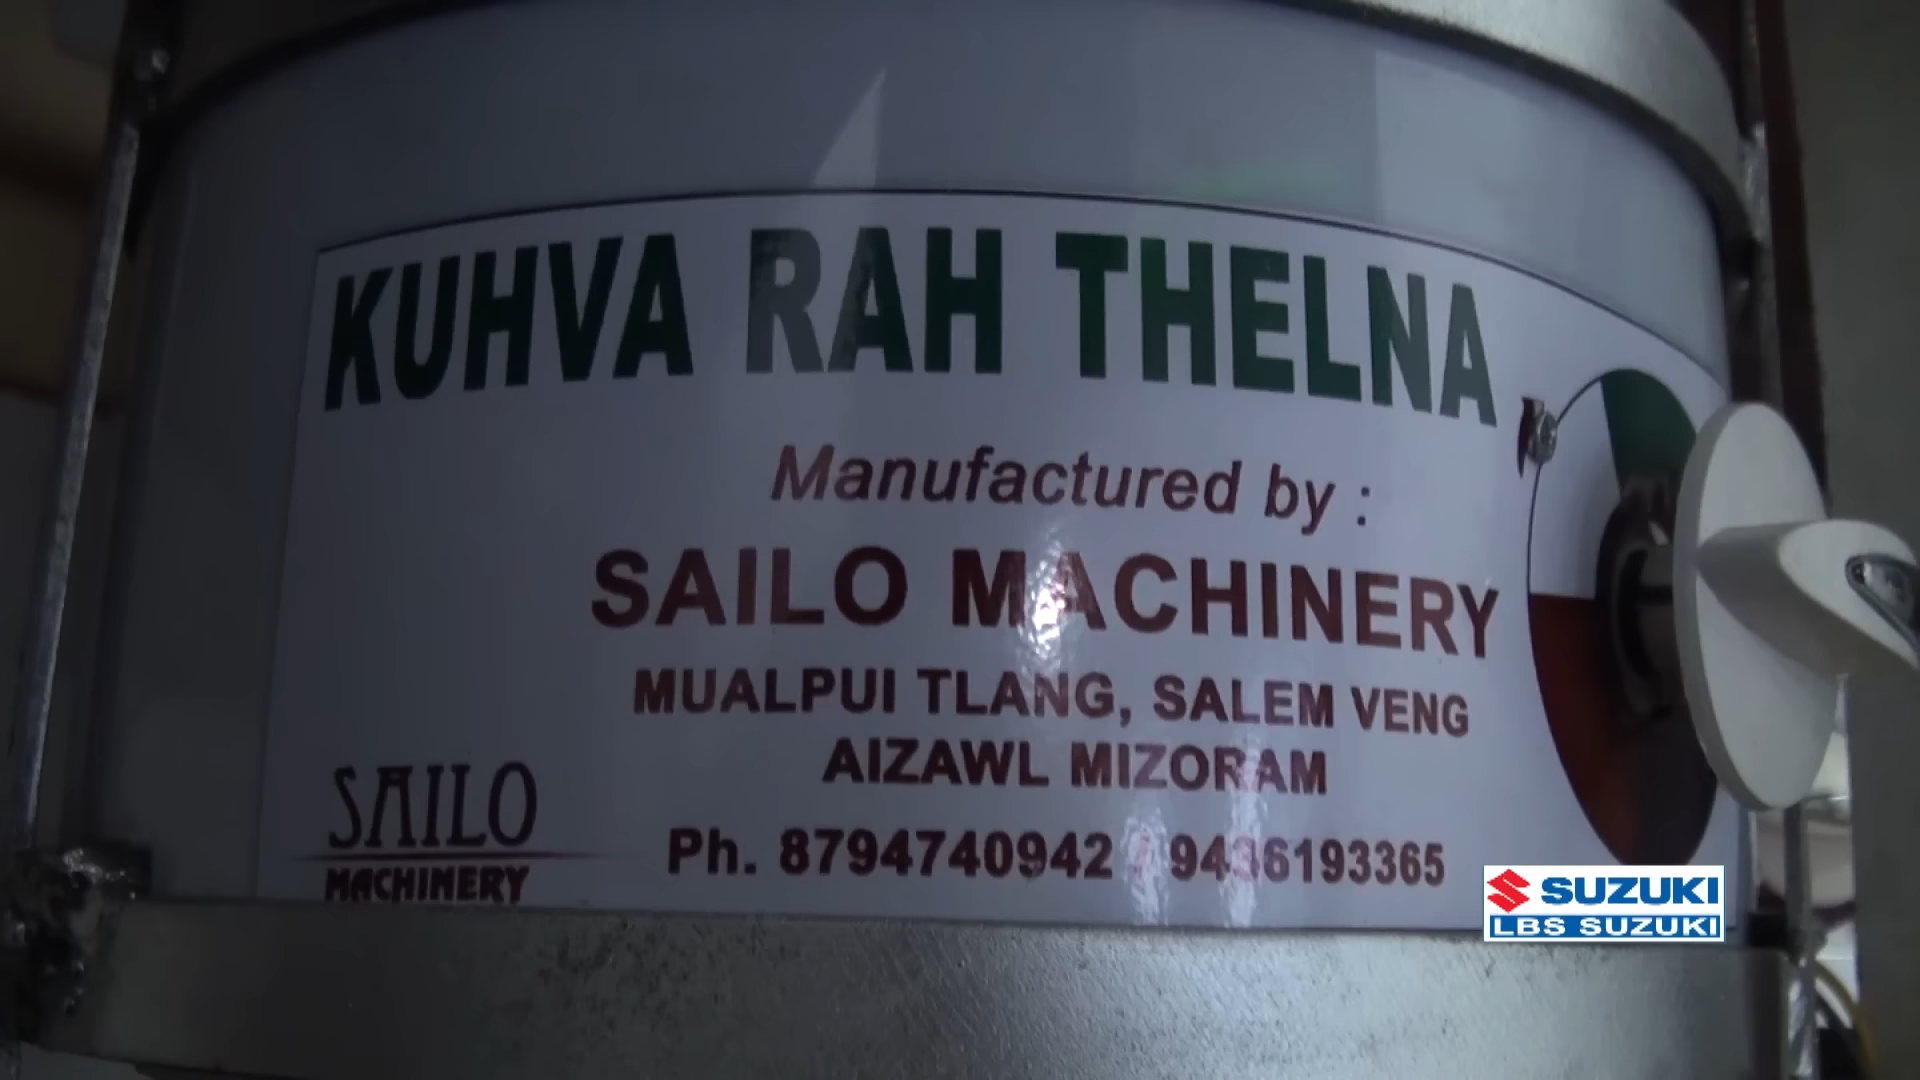 KUHVA RAH THELNA
Manufactured by :
SAILO MACHINERY
MUALPUI TLANG, SALEM VENG
AIZAWL MIZORAM
Ph. 8794740942 / 9436193365
SAILO
MACHINERY
SUZUKI
LBS SUZUKI